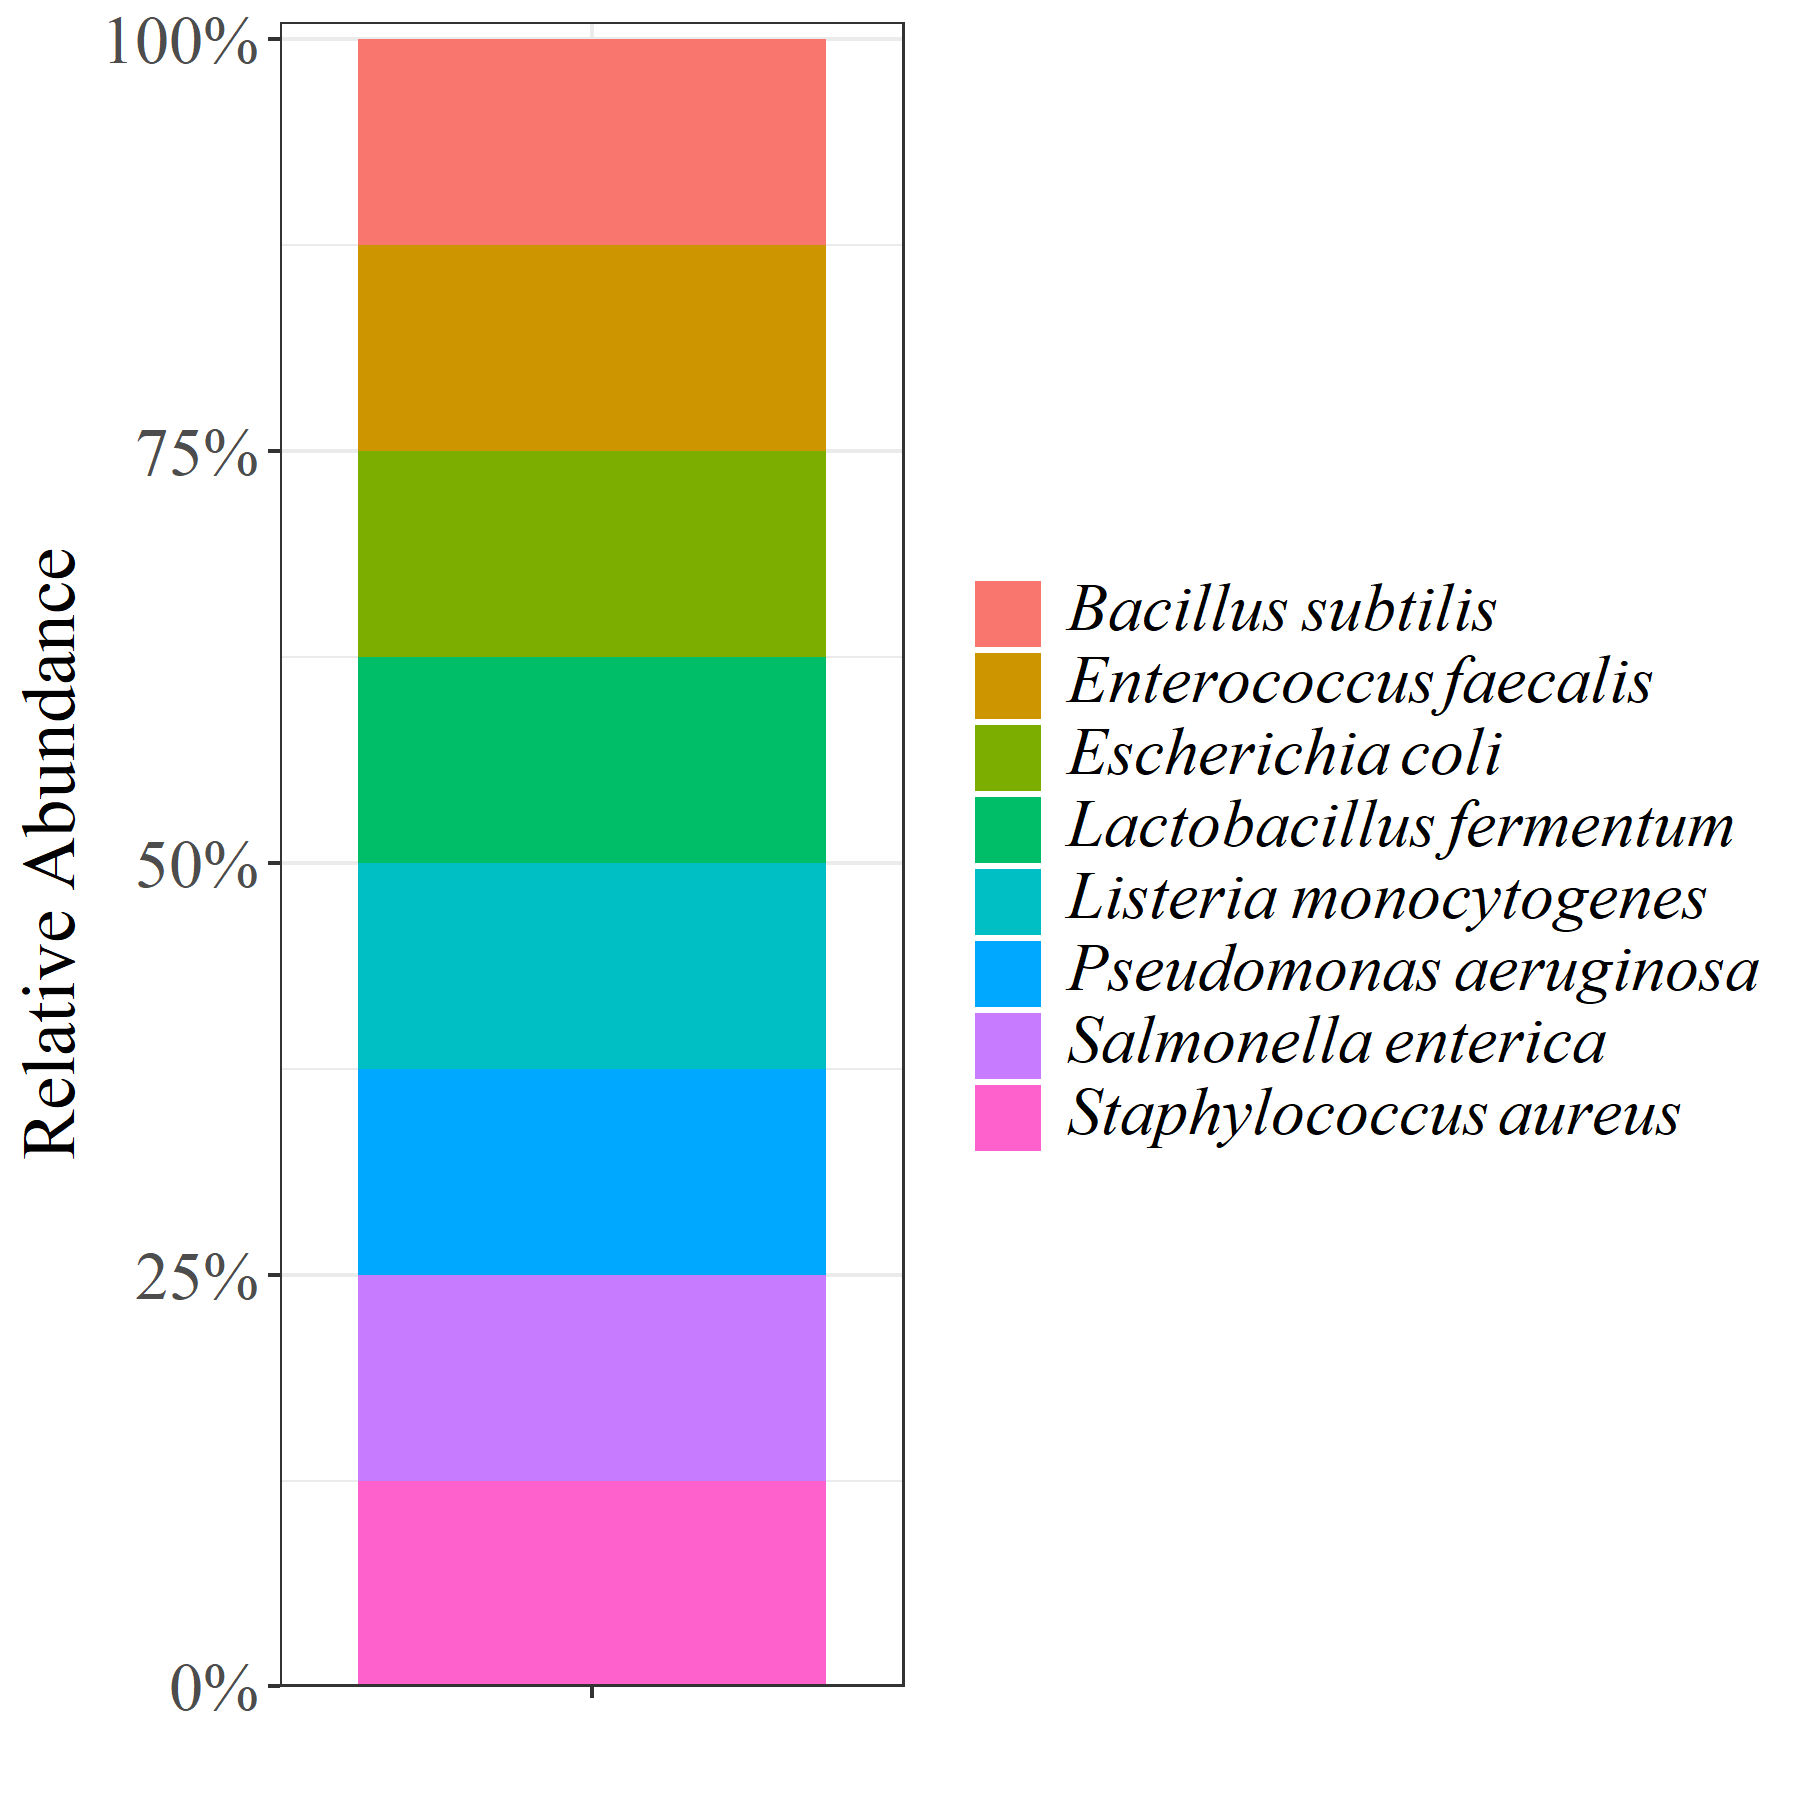 100%
75%
50%
25%
0%
Relative Abundance
Bacillus subtilis
Enterococcus faecalis
Escherichia coli
Lactobacillus fermentum
Listeria monocytogenes
Pseudomonas aeruginosa
Salmonella enterica
Staphylococcus aureus